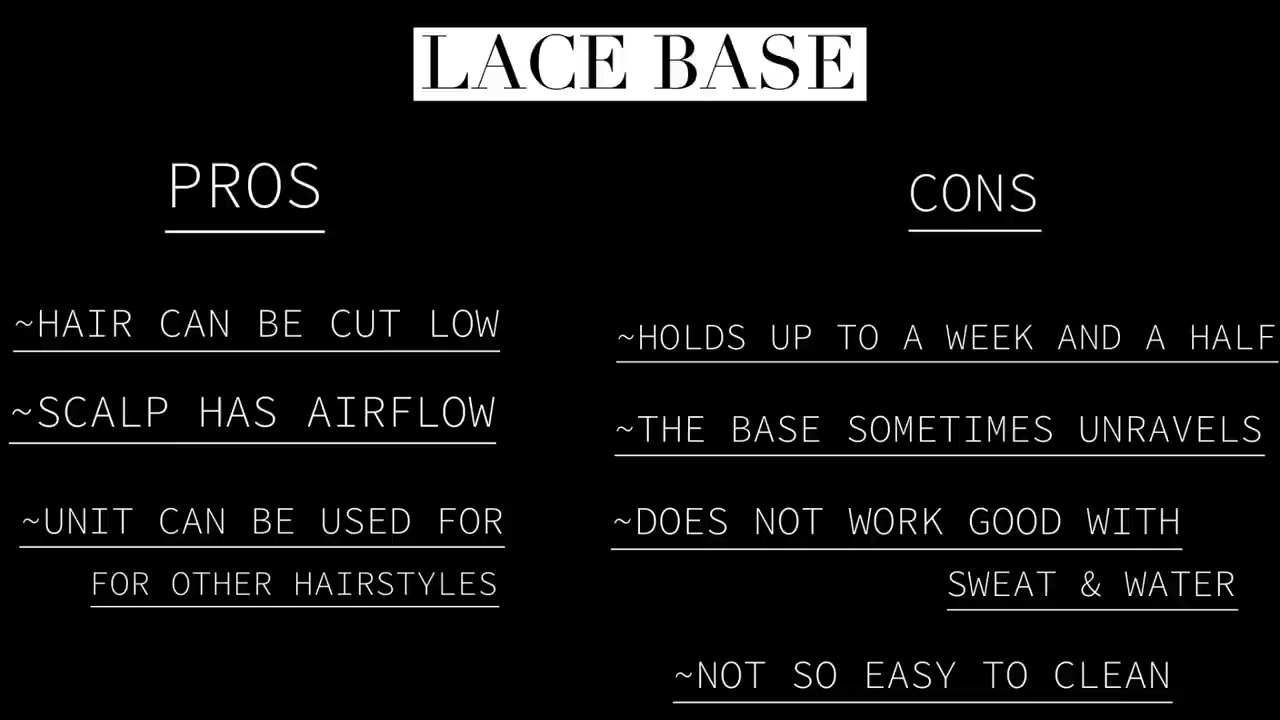 LACE BASE
PROS
~HAIR CAN BE CUT LOW
~SCALP HAS AIRFLOW
~UNIT CAN BE USED FOR
FOR OTHER HAIRSTYLES
CONS
~HOLDS UP TO A WEEK AND A HALF
~THE BASE SOMETIMES UNRAVELS
~DOES NOT WORK GOOD WITH
SWEAT & WATER
~NOT SO EASY TO CLEAN